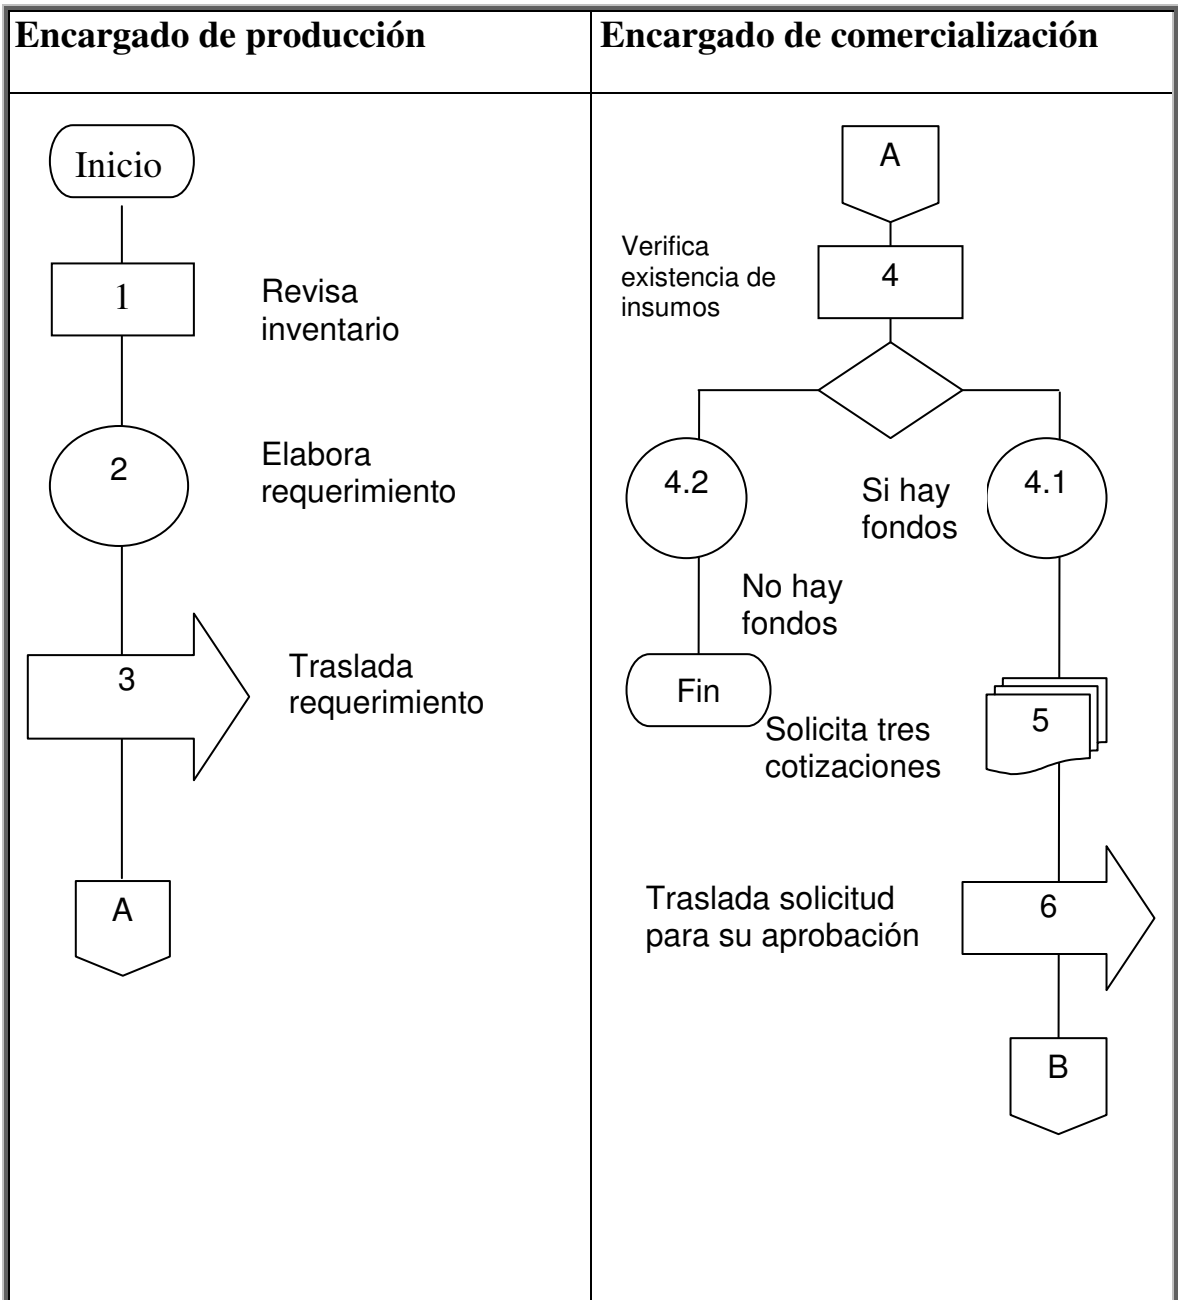 Encargado de producción
Encargado de comercialización
Inicio
1
Revisa
inventario
2
Elabora
requerimiento
3
Traslada
requerimiento
A
A
Verifica
existencia de
insumos
4
4.2
Si hay
fondos
4.1
No hay
fondos
Fin
Solicita tres
cotizaciones
5
Traslada solicitud
para su aprobación
6
B